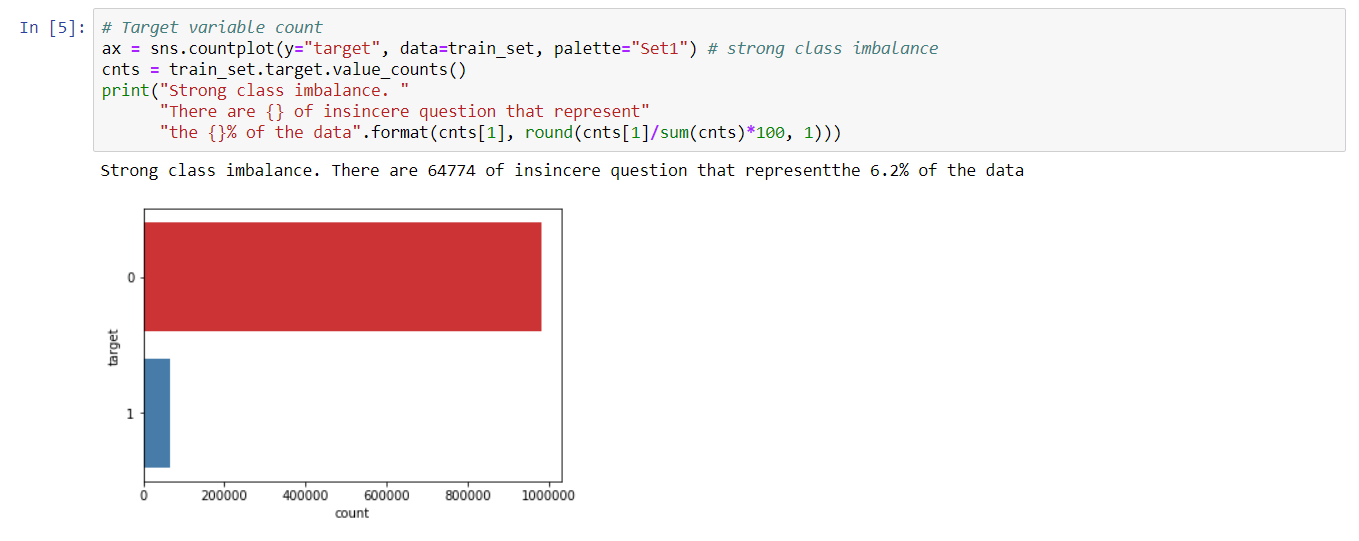 In [5]: # Target variable count
ax = sns.countplot(y="target", data=train_set, palette="Set1") # strong class imbalance
cnts = train_set.target.value_counts()
print("Strong class imbalance. "
"There are {} of insincere question that represent"
"the {}% of the data".format(cnts[1], round(cnts[1]/sum(cnts)*100, 1)))
Strong class imbalance. There are 64774 of insincere question that representthe 6.2% of the data
0
target
1
0 200000 400000 600000 800000 1000000
count